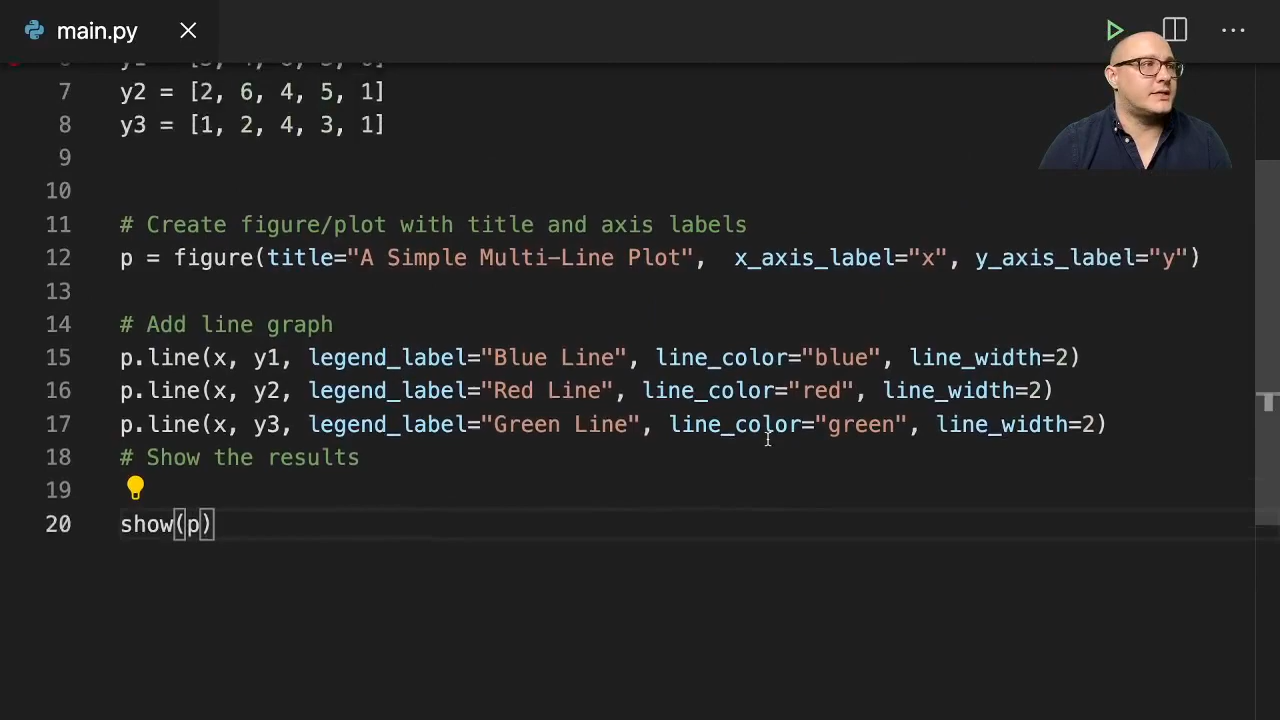 main.py
7 y2 = [2, 6, 4, 5, 1]
8 y3 = [1, 2, 4, 3, 1]
9
10
11 # Create figure/plot with title and axis labels
12 p = figure(title="A Simple Multi-Line Plot",  x_axis_label="x", y_axis_label="y")
13
14 # Add line graph
15 p.line(x, y1, legend_label="Blue Line", line_color="blue", line_width=2)
16 p.line(x, y2, legend_label="Red Line", line_color="red", line_width=2)
17 p.line(x, y3, legend_label="Green Line", line_color="green", line_width=2)
18 # Show the results
19
20 show(p)